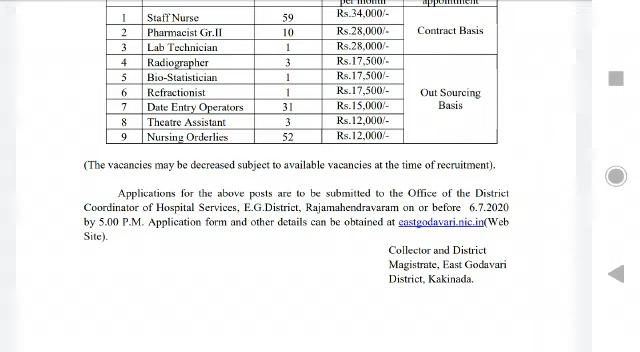 per month appointment
1 Staff Nurse 59 Rs.34,000/-
2 Pharmacist Gr.II 10 Rs.28,000/- Contract Basis
3 Lab Technician 1 Rs.28,000/-
4 Radiographer 3 Rs.17,500/-
5 Bio-Statistician 1 Rs.17,500/-
6 Refractionist 1 Rs.17,500/- Out Sourcing
7 Date Entry Operators 31 Rs.15,000/- Basis
8 Theatre Assistant 3 Rs.12,000/-
9 Nursing Orderlies 52 Rs.12,000/-
(The vacancies may be decreased subject to available vacancies at the time of recruitment).
Applications for the above posts are to be submitted to the Office of the District
Coordinator of Hospital Services, E.G.District, Rajamahendravaram on or before 6.7.2020
by 5.00 P.M. Application form and other details can be obtained at eastgodavari.nic.in(Web
Site).
Collector and District
Magistrate, East Godavari
District, Kakinada.